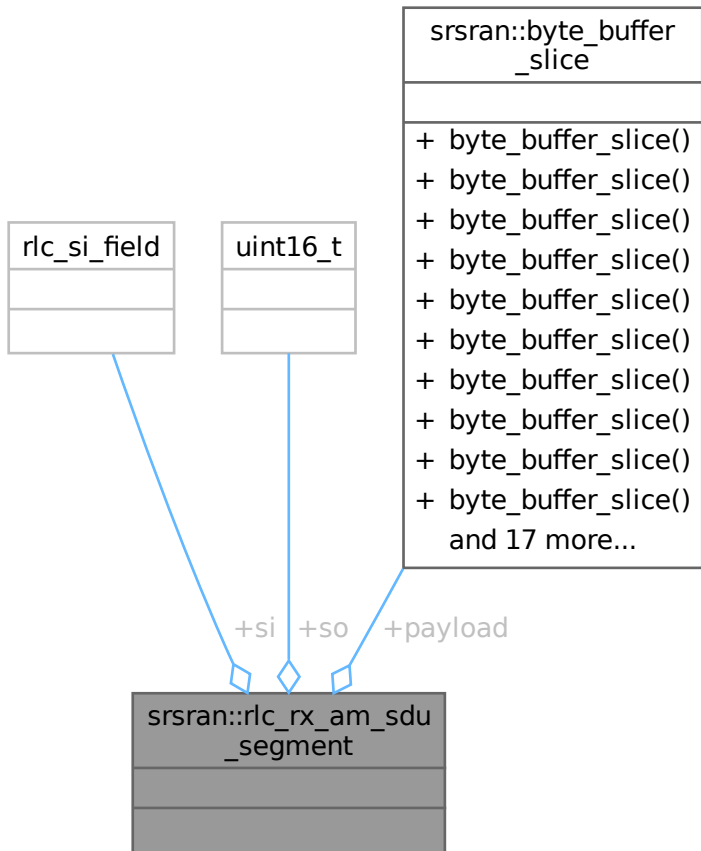 srsran::byte_buffer
_slice
+ byte_buffer_slice()
+ byte_buffer_slice()
+ byte_buffer_slice()
+ byte_buffer_slice()
+ byte_buffer_slice()
+ byte_buffer_slice()
+ byte_buffer_slice()
+ byte_buffer_slice()
+ byte_buffer_slice()
+ byte_buffer_slice()
and 17 more...
rlc_si_field
uint16_t
+si
+so
+payload
srsran::rlc_rx_am_sdu
_segment